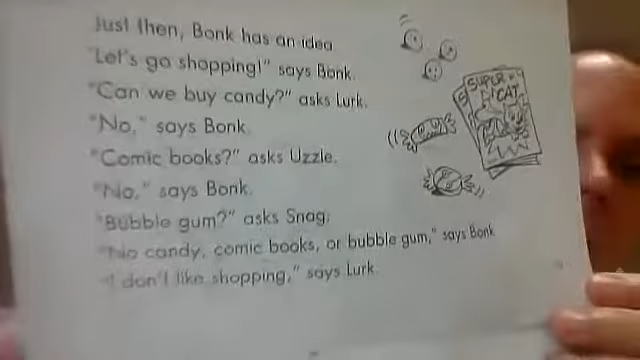 Just then, Bonk has an idea.
"Let's go shopping!" says Bonk.
"Can we buy candy?" asks Lurk.
"No," says Bonk.
"Comic books?" asks Uzzle.
"No," says Bonk.
"Bubble gum?" asks Snag.
"No candy, comic books, or bubble gum," says Bonk
"I don't like shopping," says Lurk.
SUPER
CAT